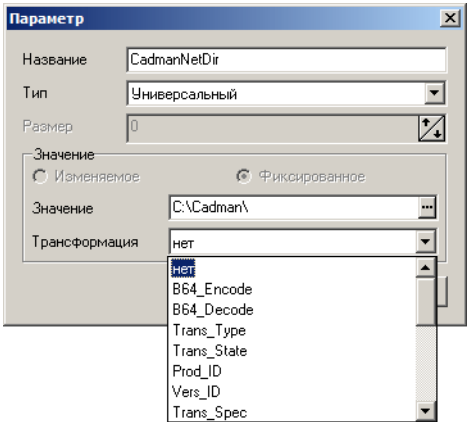 Параметр
Название CadmanNetDir
Тип Универсальный
Размер 0
Значение
Изменяемое Фиксированное
Значение C:\Cadman\ ...
Трансформация нет
нет
B64_Encode
B64_Decode
Trans_Type
Trans_State
Prod_ID
Vers_ID
Trans_Spec